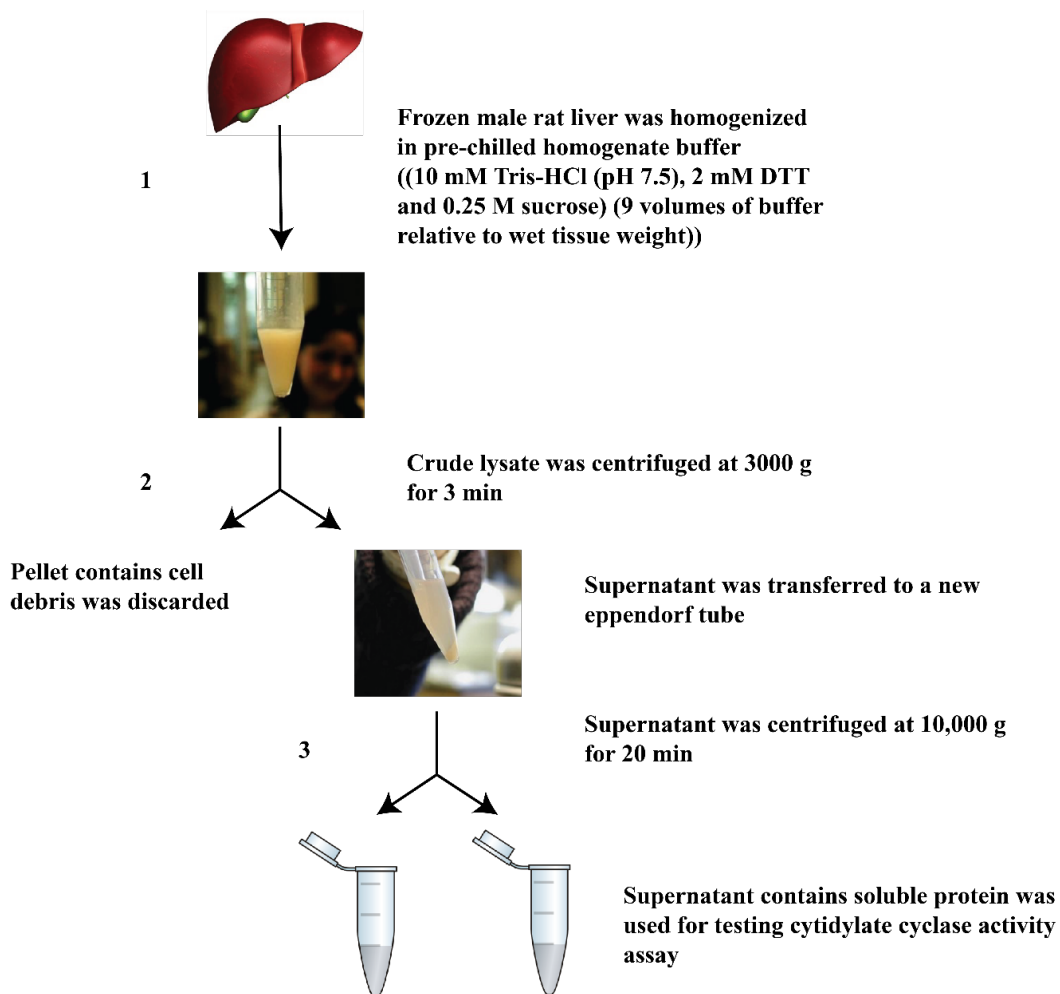 Frozen male rat liver was homogenized
in pre-chilled homogenate buffer
((10 mM Tris-HCl (pH 7.5), 2 mM DTT
and 0.25 M sucrose) (9 volumes of buffer
relative to wet tissue weight))
1
Crude lysate was centrifuged at 3000 g
for 3 min
2
Pellet contains cell
debris was discarded
Supernatant was transferred to a new
eppendorf tube
Supernatant was centrifuged at 10,000 g
for 20 min
3
Supernatant contains soluble protein was
used for testing cytidylate cyclase activity
assay